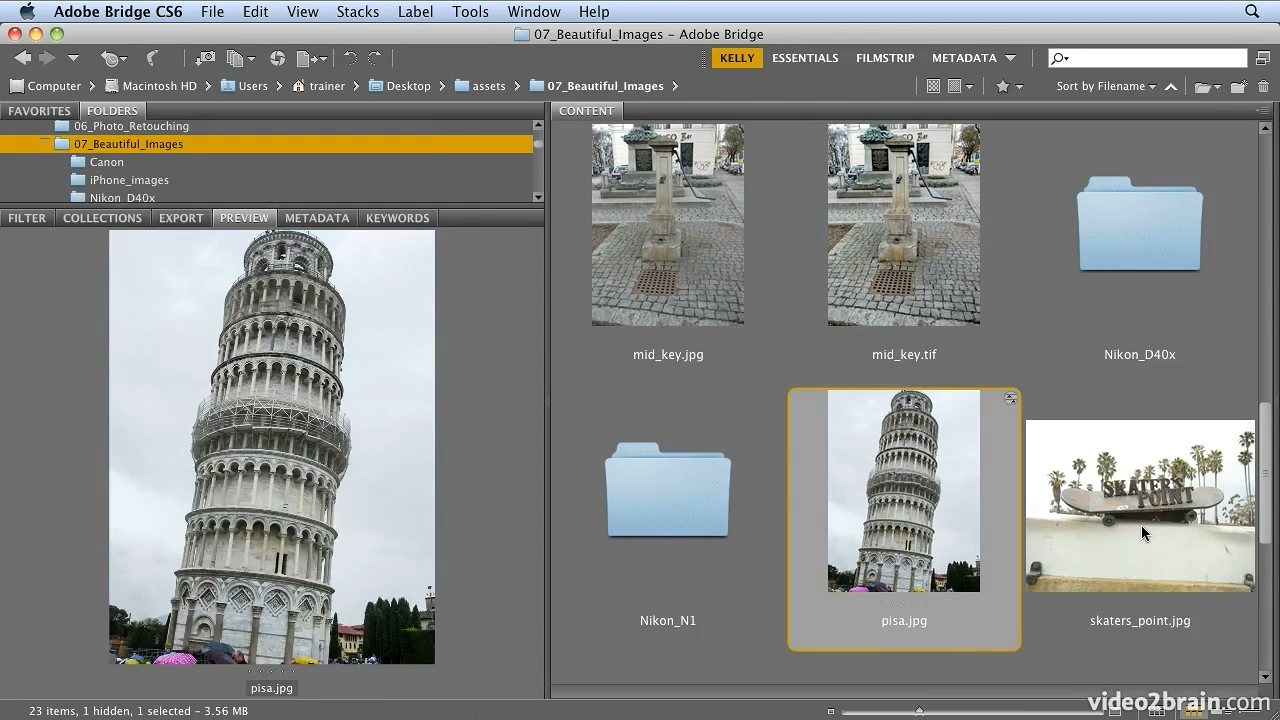 Adobe Bridge CS6 File Edit View Stacks Label Tools Window Help
07_Beautiful_Images – Adobe Bridge
KELLY ESSENTIALS FILMSTRIP METADATA
Computer Macintosh HD Users trainer Desktop assets 07_Beautiful_Images Sort by Filename
FAVORITES FOLDERS
CONTENT
06_Photo_Retouching
07_Beautiful_Images
Canon
iPhone_images
Nikon_D40x
FILTER COLLECTIONS EXPORT PREVIEW METADATA KEYWORDS
mid_key.jpg mid_key.tif Nikon_D40x
SKATERS
POINT
Nikon_N1 pisa.jpg skaters_point.jpg
pisa.jpg
23 items, 1 hidden, 1 selected – 3.56 MB
video2brain.com